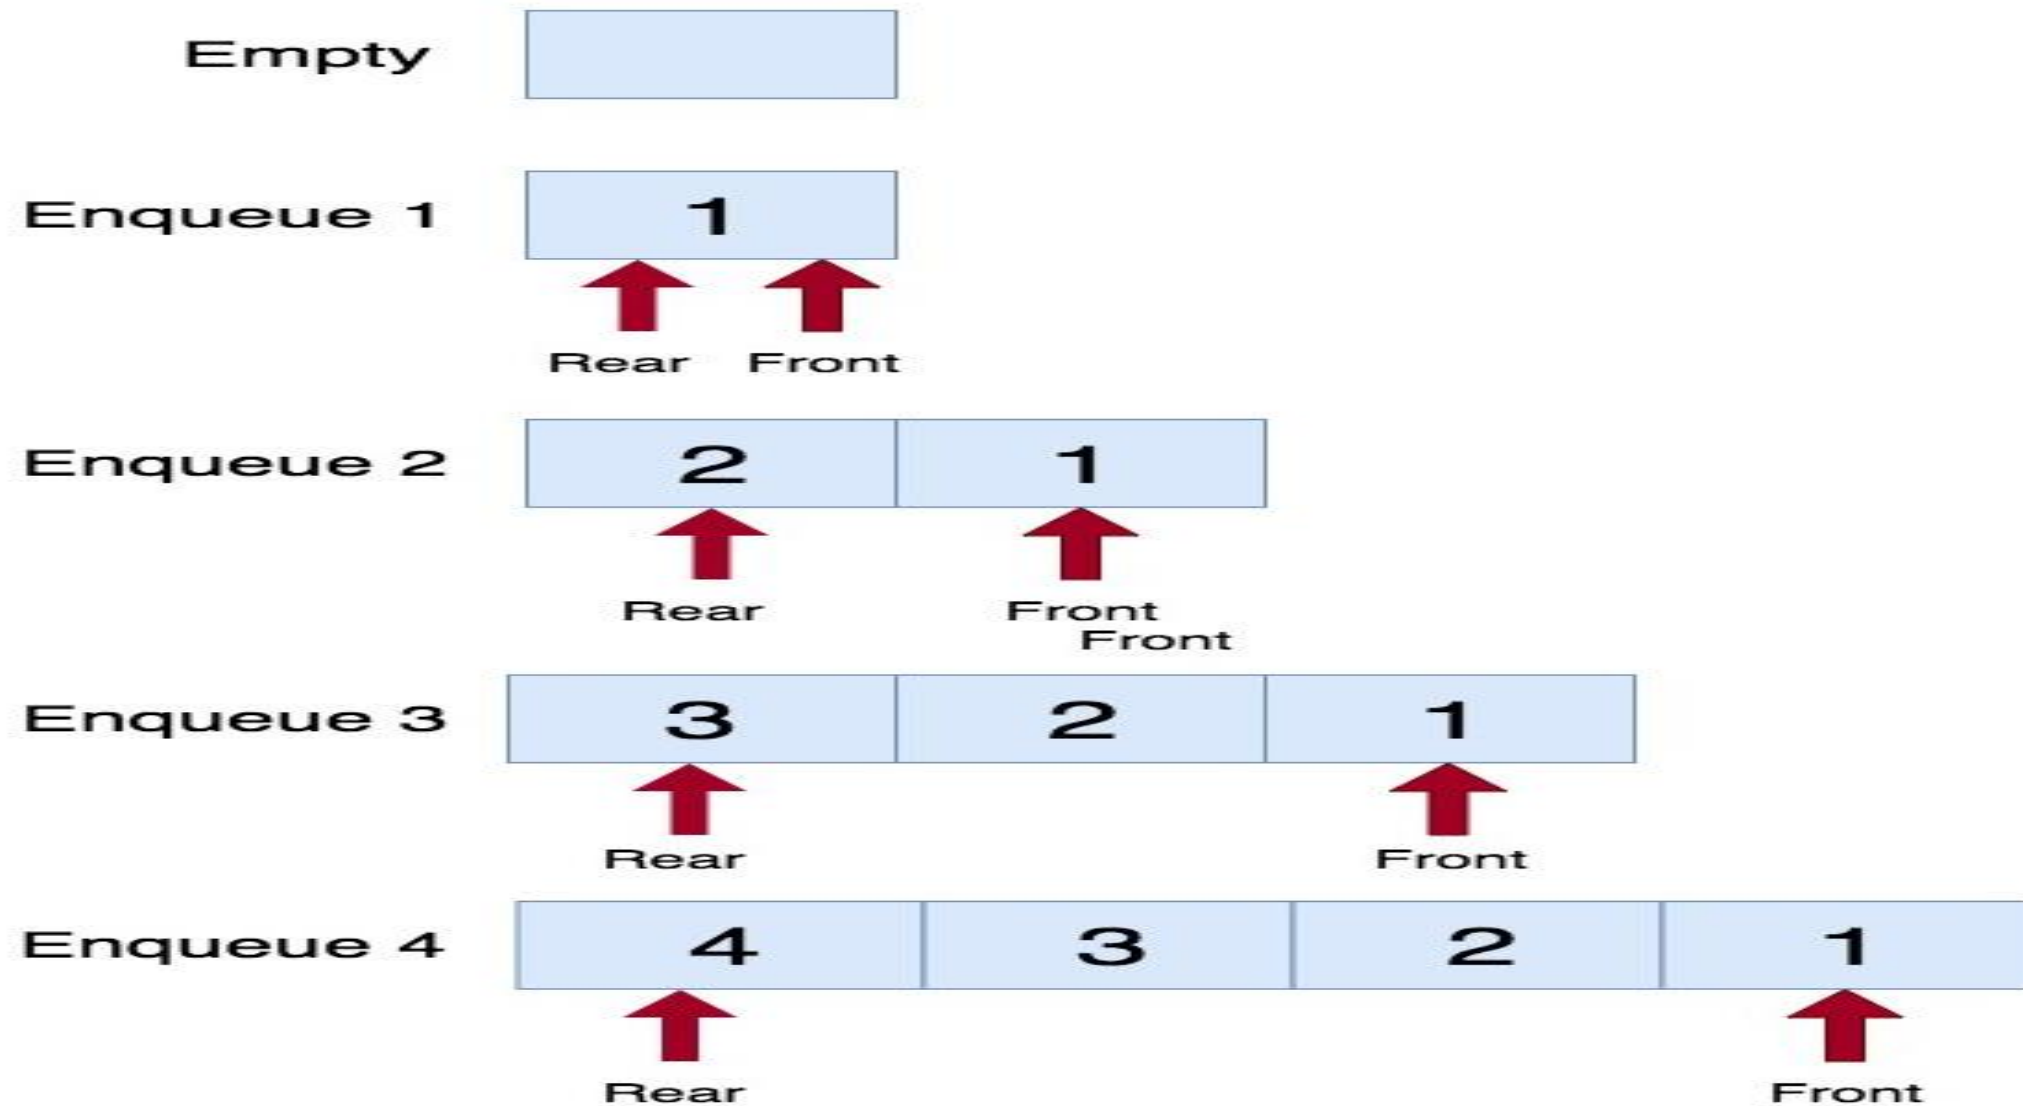 Empty
Enqueue 1 1
Rear Front
Enqueue 2 2 1
Rear Front
Front
Enqueue 3 3 2 1
Rear Front
Enqueue 4 4 3 2 1
Rear Front